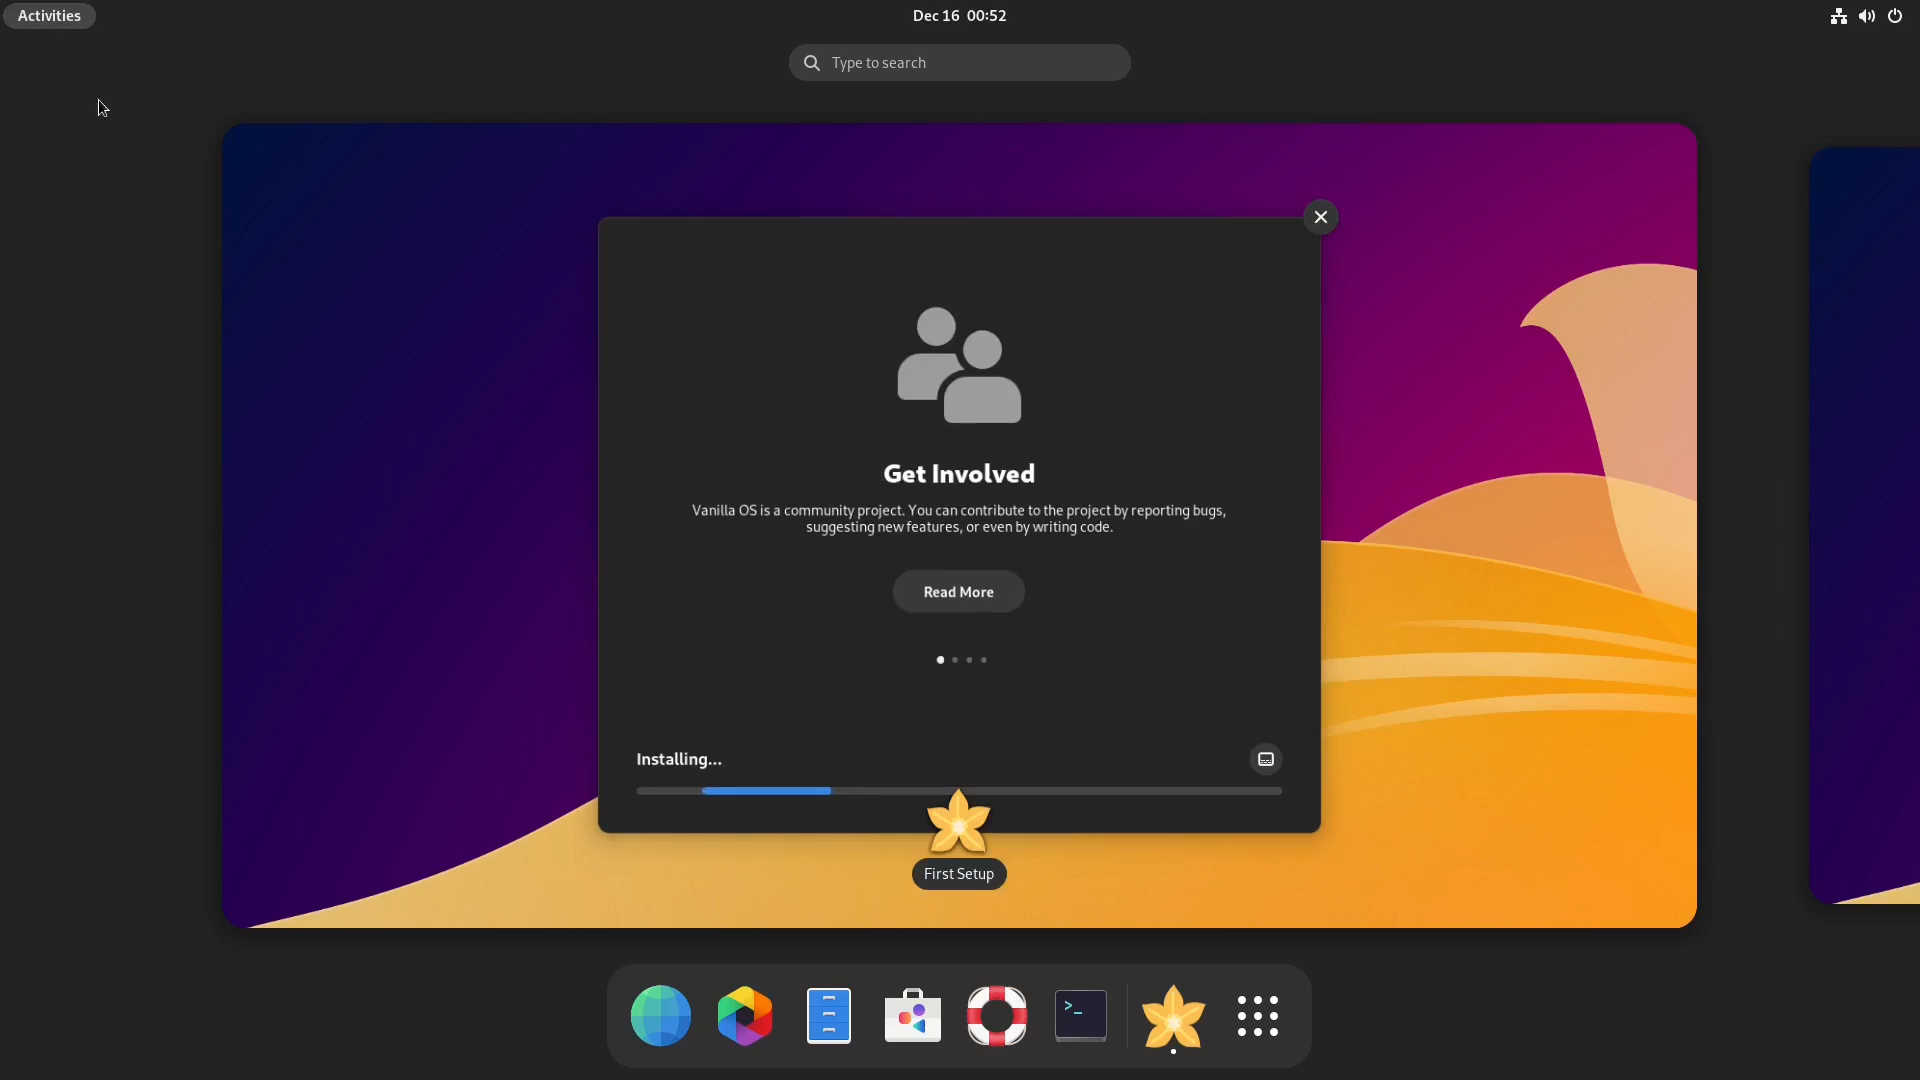 Activities
Dec 16 00:52
Type to search
Get Involved
Vanilla OS is a community project. You can contribute to the project by reporting bugs,
suggesting new features, or even by writing code.
Read More
Installing...
First Setup
>_